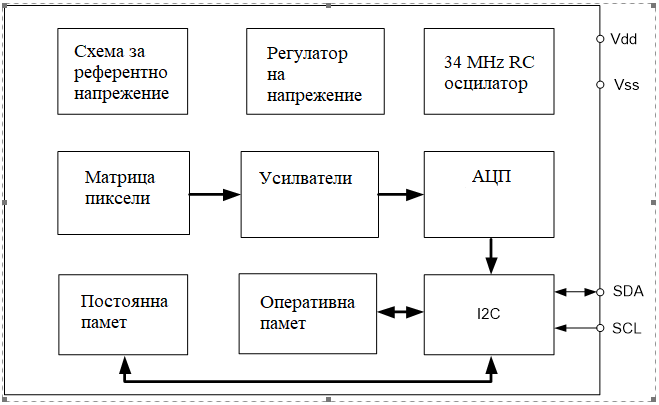 Схема за
референтно
напрежение
Регулатор
на
напрежение
34 MHz RC
осцилатор
Vdd
Vss
Матрица
пиксели
Усилватели
АЦП
Постоянна
памет
Оперативна
памет
I2C
SDA
SCL